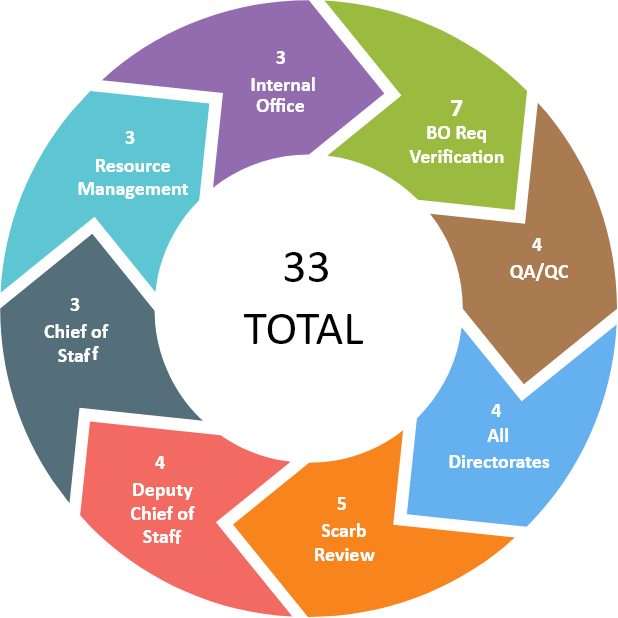 3
Internal
Office
7
BO Req
Verification
4
QA/QC
4
All
Directorates
5
Scarb
Review
4
Deputy
Chief of
Staff
3
Chief of
Staff
3
Resource
Management
33
TOTAL